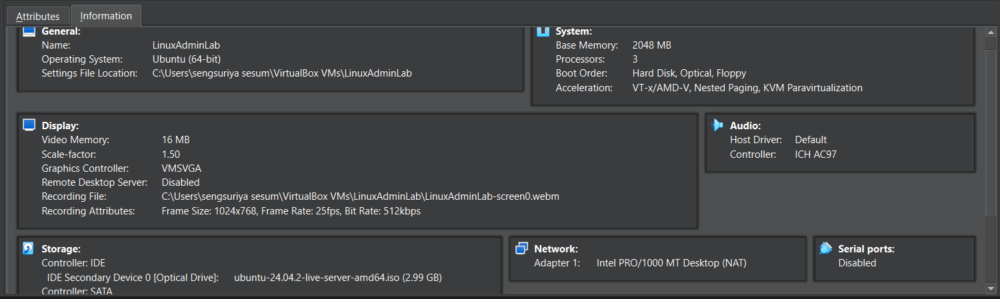 Attributes
Information
General:
Name: LinuxAdminLab
Operating System: Ubuntu (64-bit)
Settings File Location: C:\Users\sengsuriya sesum\VirtualBox VMs\LinuxAdminLab
System:
Base Memory: 2048 MB
Processors: 3
Boot Order: Hard Disk, Optical, Floppy
Acceleration: VT-x/AMD-V, Nested Paging, KVM Paravirtualization
Display:
Video Memory: 16 MB
Scale-factor: 1.50
Graphics Controller: VMSVGA
Remote Desktop Server: Disabled
Recording File: C:\Users\sengsuriya sesum\VirtualBox VMs\LinuxAdminLab\LinuxAdminLab-screen0.webm
Recording Attributes: Frame Size: 1024x768, Frame Rate: 25fps, Bit Rate: 512kbps
Audio:
Host Driver: Default
Controller: ICH AC97
Storage:
Controller: IDE
IDE Secondary Device 0 [Optical Drive]: ubuntu-24.04.2-live-server-amd64.iso (2.99 GB)
Controller: SATA
Network:
Adapter 1: Intel PRO/1000 MT Desktop (NAT)
Serial ports:
Disabled